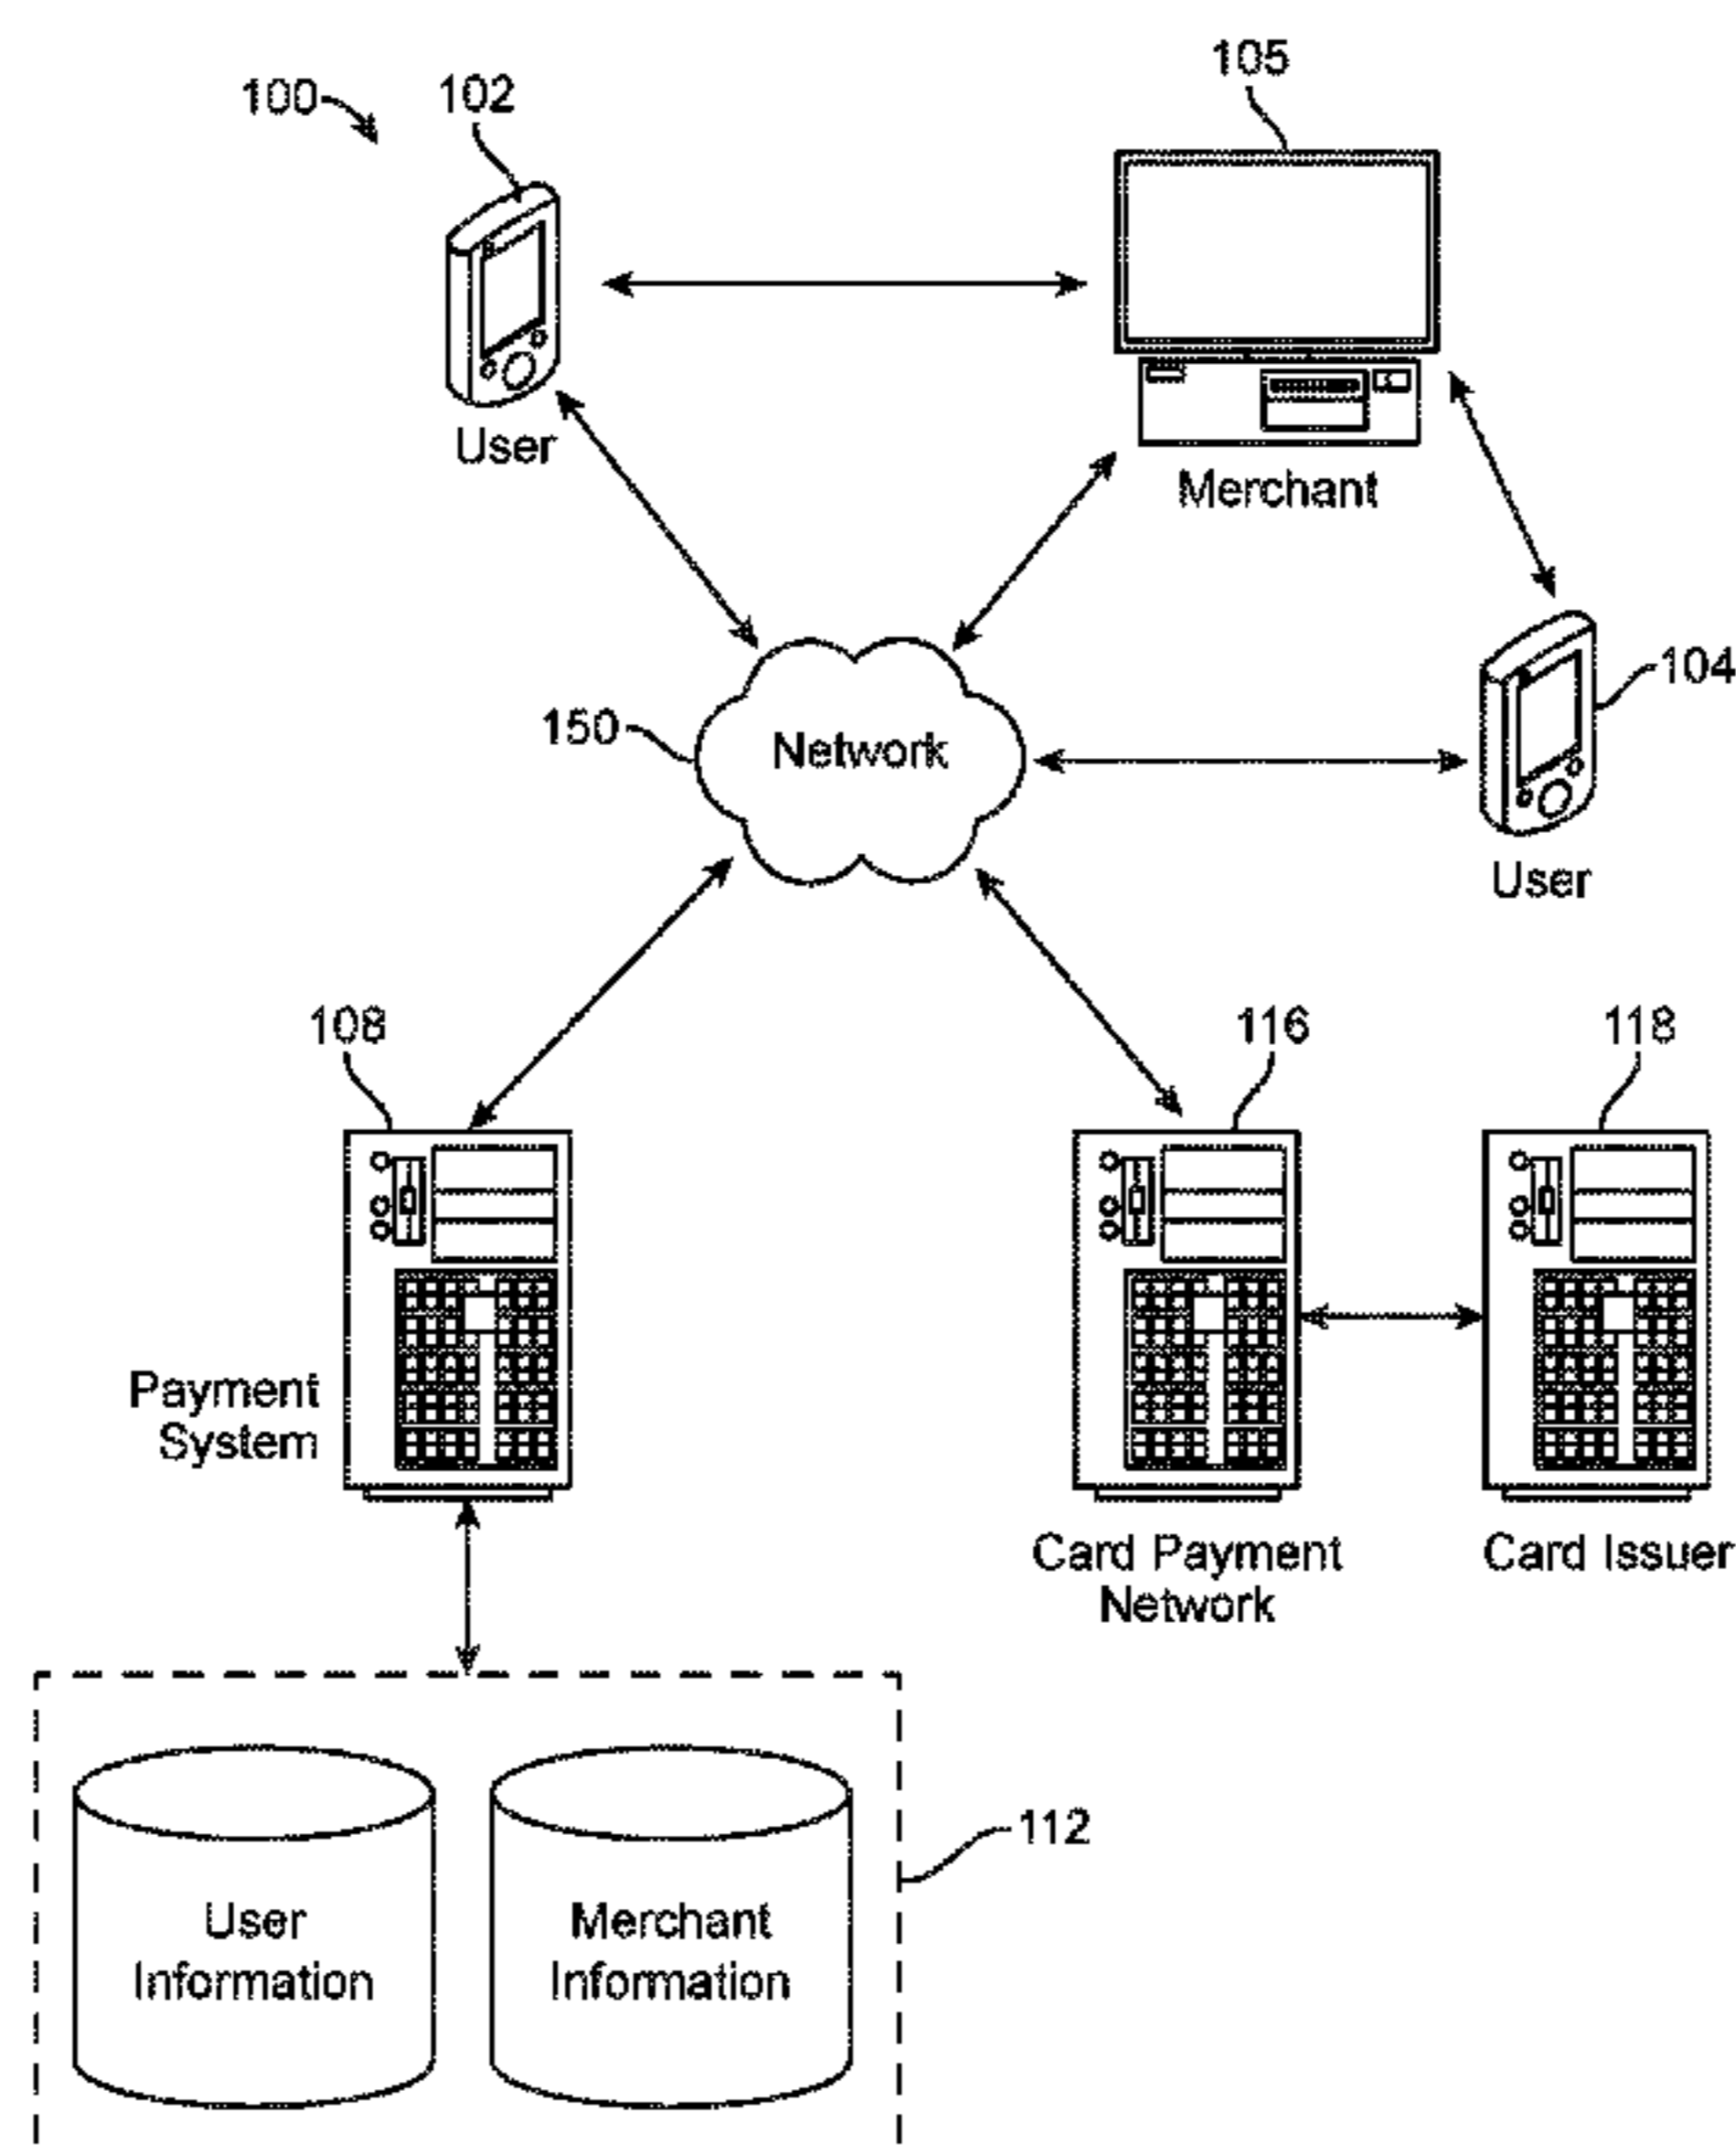 105
100
102
User
Merchant
104
150
Network
User
108
116
118
Payment
System
Card Payment
Network
Card Issuer
112
User
Information
Merchant
Information